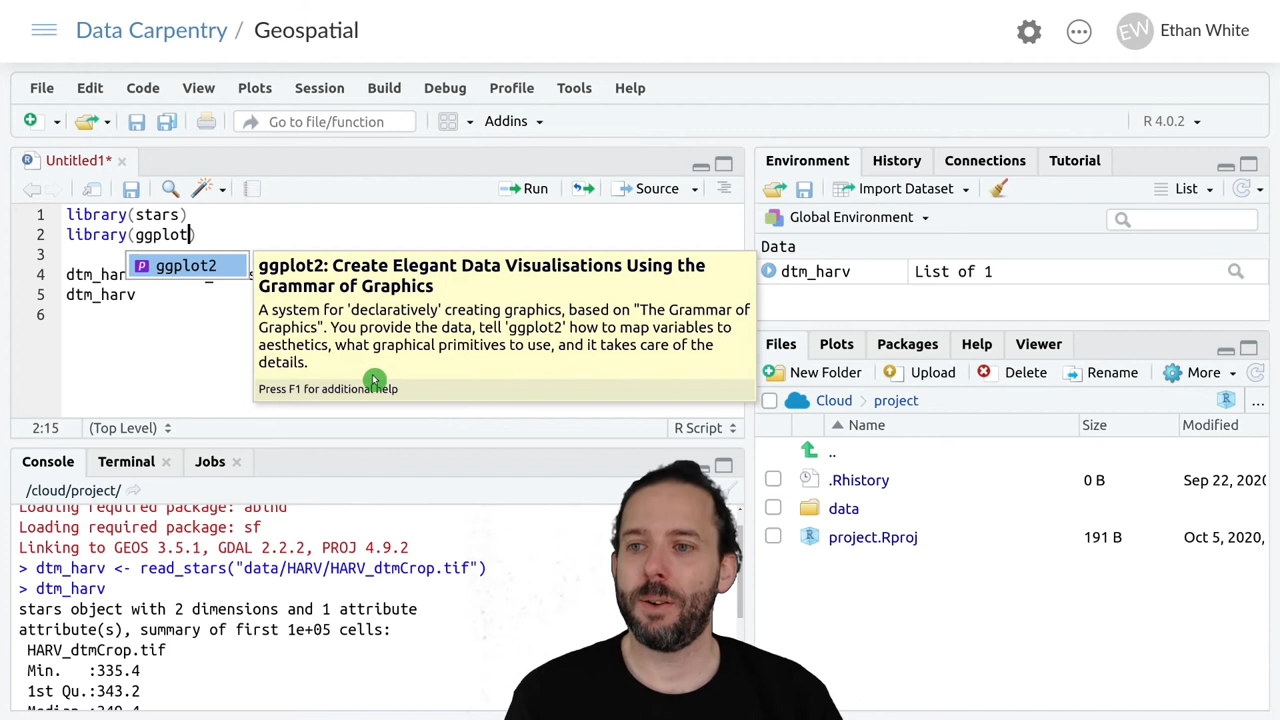 Data Carpentry / Geospatial
EW Ethan White
File Edit Code View Plots Session Build Debug Profile Tools Help
Go to file/function Addins R 4.0.2
Untitled1*
Run Source
1 library(stars)
2 library(ggplot)
3
4 dtm_har
5 dtm_harv
6
ggplot2
ggplot2: Create Elegant Data Visualisations Using the
Grammar of Graphics
A system for 'declaratively' creating graphics, based on "The Grammar of
Graphics". You provide the data, tell 'ggplot2' how to map variables to
aesthetics, what graphical primitives to use, and it takes care of the
details.
Press F1 for additional help
2:15 (Top Level) R Script
Console Terminal Jobs
/cloud/project/
Loading required package: abind
Loading required package: sf
Linking to GEOS 3.5.1, GDAL 2.2.2, PROJ 4.9.2
> dtm_harv <- read_stars("data/HARV/HARV_dtmCrop.tif")
> dtm_harv
stars object with 2 dimensions and 1 attribute
attribute(s), summary of first 1e+05 cells:
HARV_dtmCrop.tif
Min. :335.4
1st Qu.:343.2
Median :349.4
Environment History Connections Tutorial
Import Dataset List
Global Environment
Data
dtm_harv List of 1
Files Plots Packages Help Viewer
New Folder Upload Delete Rename More
Cloud project ...
Name Size Modified
..
.Rhistory 0 B Sep 22, 2020
data
project.Rproj 191 B Oct 5, 2020,